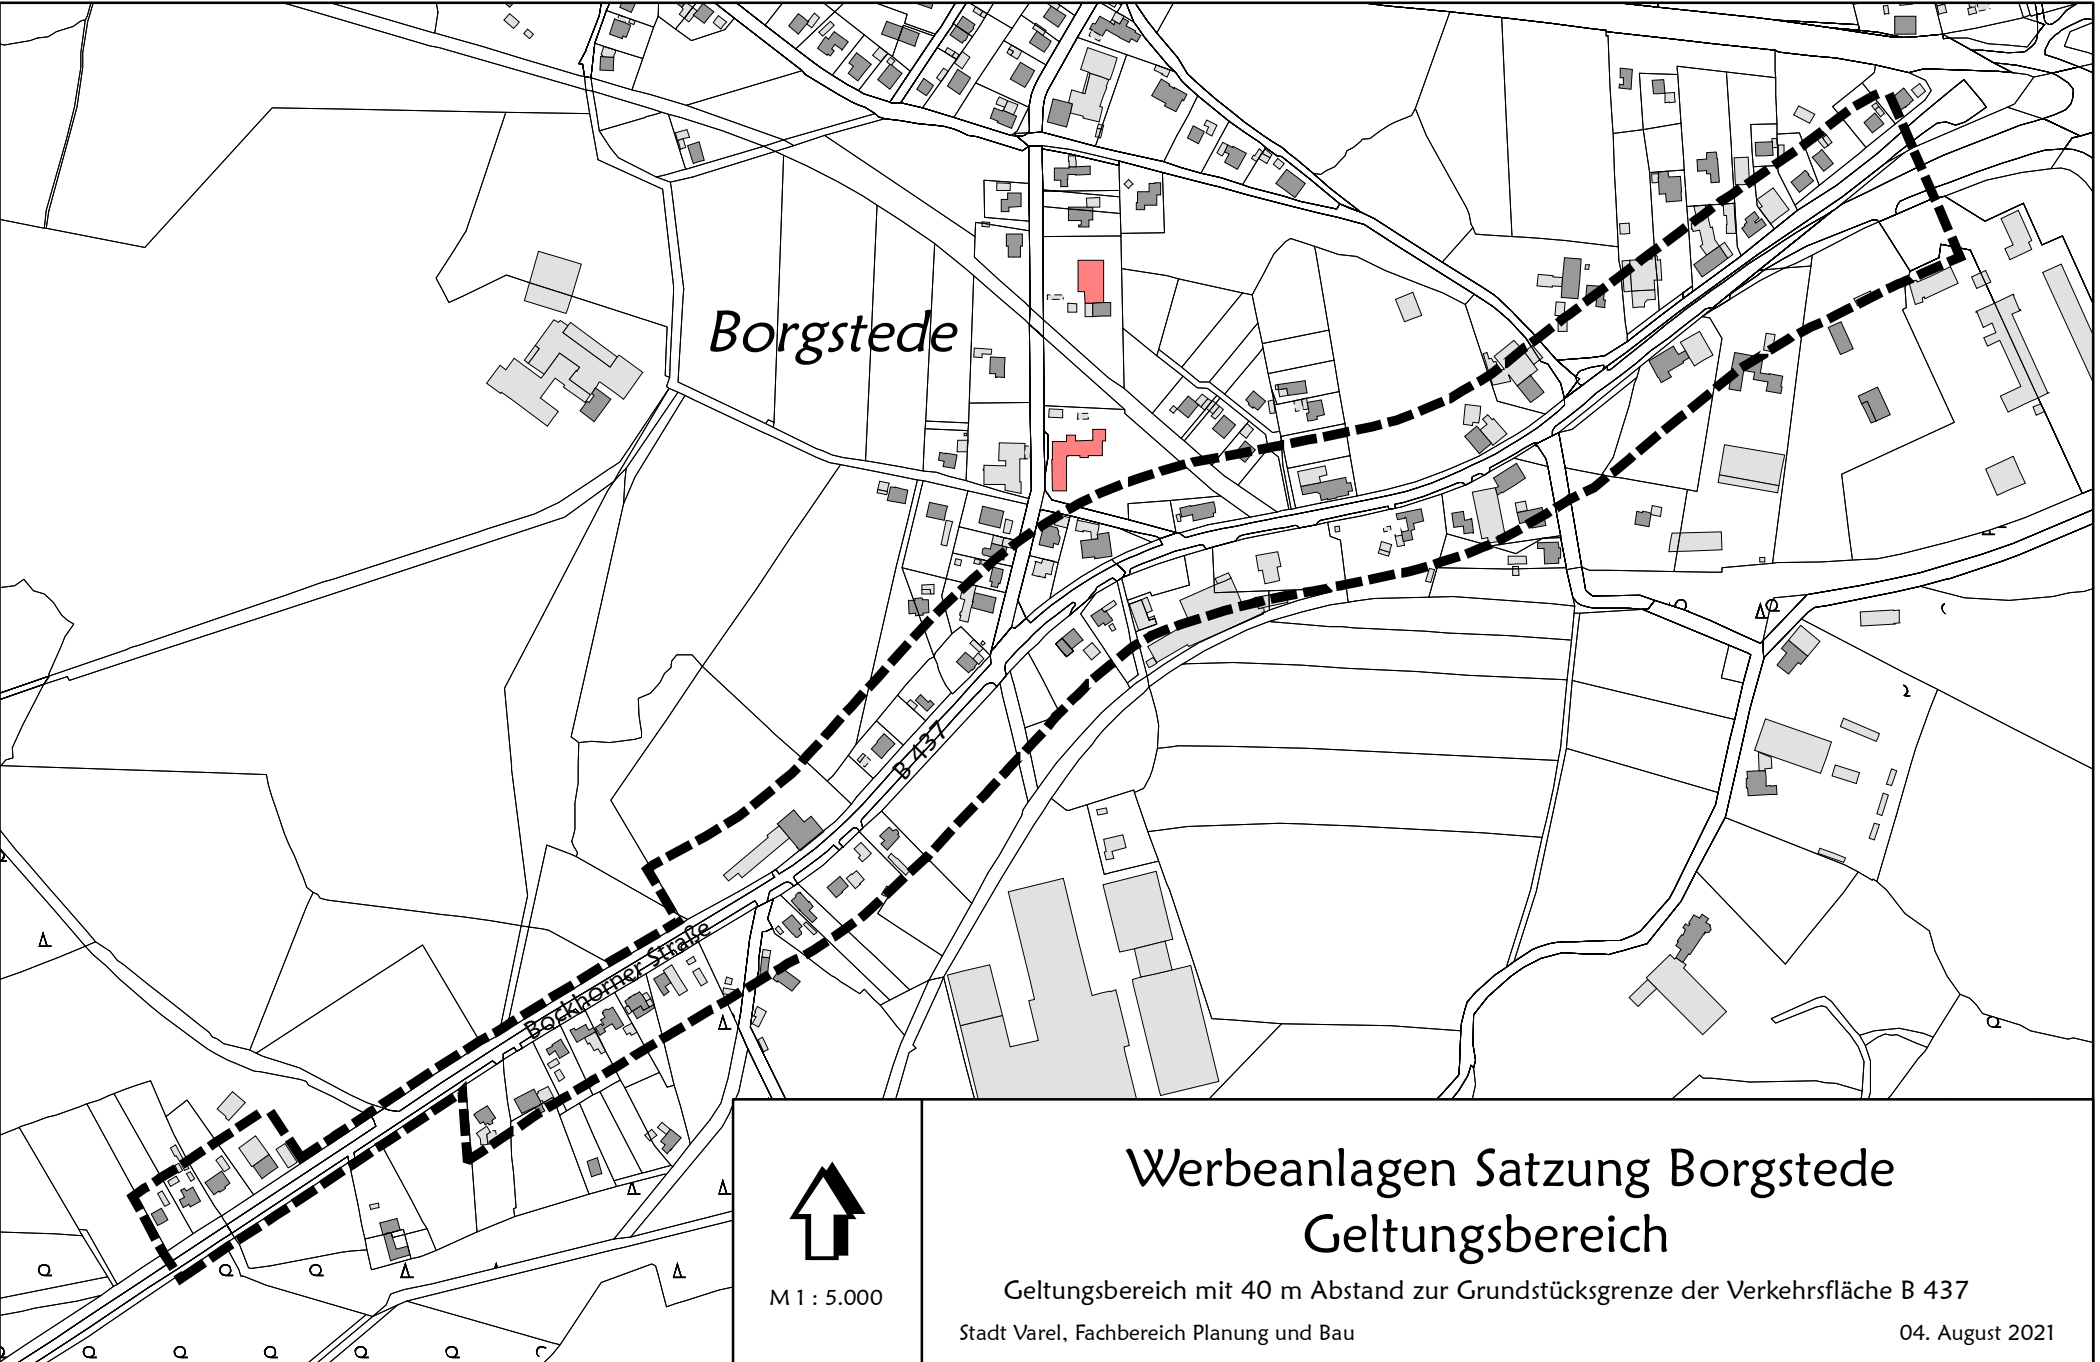 Borgstede
B 437
Bockhorner Straße
M 1 : 5.000
Werbeanlagen Satzung Borgstede
Geltungsbereich
Geltungsbereich mit 40 m Abstand zur Grundstücksgrenze der Verkehrsfläche B 437
Stadt Varel, Fachbereich Planung und Bau
04. August 2021